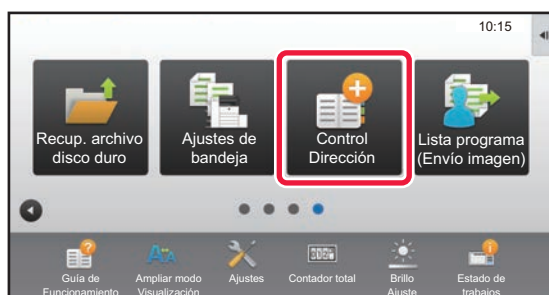 10:15
Recup. archivo
disco duro
Ajustes de
bandeja
Control
Dirección
Lista programa
(Envío imagen)
Guía de
Funcionamiento
Ampliar modo
Visualización
Ajustes
Contador total
Brillo
Ajuste
Estado de
trabajos